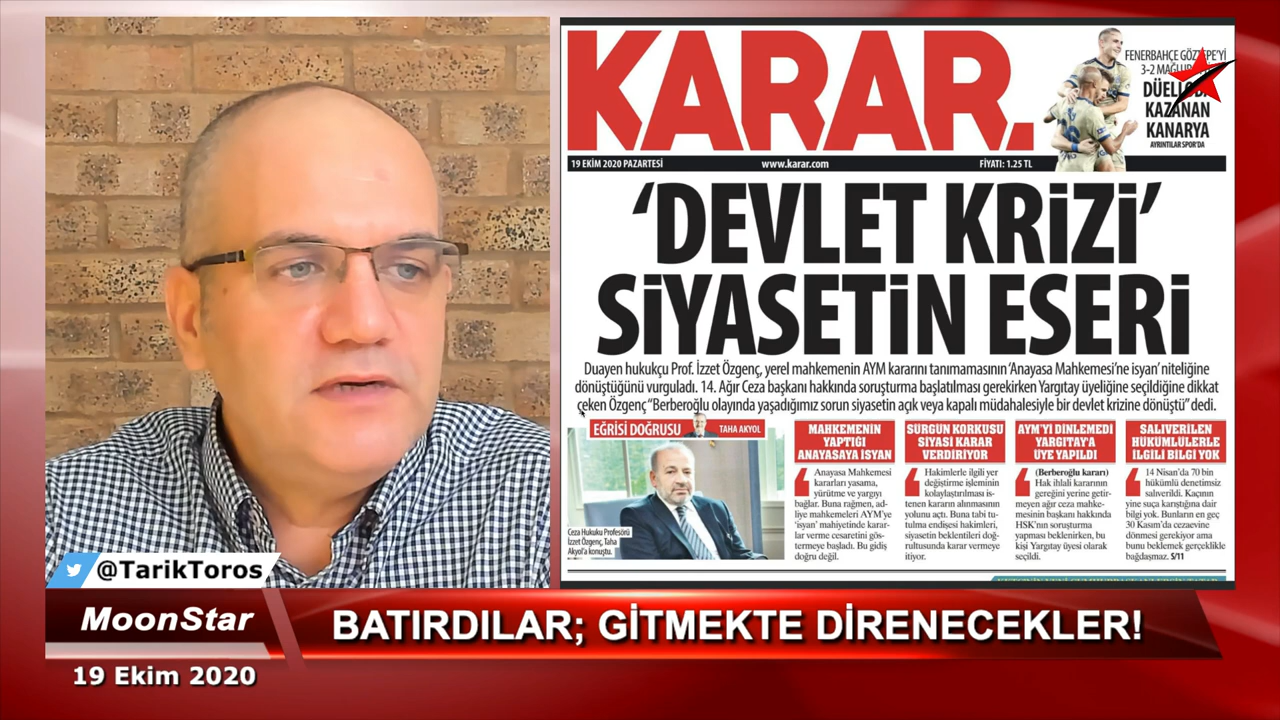 KARAR.
FENERBAHÇE GÖZTEPE'Yİ
3-2
KAZANAN
KANARYA
AYRINTILAR SPOR'DA
19 EKİM 2020 PAZARTESİ
www.karar.com
FİYATI: 1.25 TL
'DEVLET KRİZİ'
SİYASETİN ESERİ
Duayen hukukçu Prof. İzzet Özgenç, yerel mahkemenin AYM kararını tanımamasının 'Anayasa Mahkemesi'ne isyan' niteliğine
dönüştüğünü vurguladı. 14. Ağır Ceza başkanı hakkında soruşturma başlatılması gerekirken Yargıtay üyeliğine seçildiğine dikkat
çeken Özgenç "Berberoğlu olayında yaşadığımız sorun siyasetin açık veya kapalı müdahalesiyle bir devlet krizine dönüştü" dedi.
EĞRİSİ DOĞRUSU
TAHA AKYOL
Ceza Hukuku Profesörü
İzzet Özgenç, Taha
Akyol'a konuştu.
MAHKEMENİN
YAPTIĞI
ANAYASAYA İSYAN
Anayasa Mahkemesi
kararları yasama,
yürütme ve yargıyı
bağlar. Buna rağmen, ad-
liye mahkemeleri AYM'ye
'isyan' mahiyetinde karar-
lar verme cesaretini gös-
termeye başladı. Bu gidiş
doğru değil.
SÜRGÜN KORKUSU
SİYASİ KARAR
VERDİRİYOR
Hakimlerle ilgili yer
değiştirme işleminin
kolaylaştırılması is-
tenen kararın alınmasının
yolunu açtı. Buna tabi tu-
tulma endişesi hakimleri,
siyasetin beklentileri doğ-
rultusunda karar vermeye
itiyor.
AYM'Yİ DİNLEMEDİ
YARGITAY'A
ÜYE YAPILDI
(Berberoğlu kararı)
Hak ihlali kararının
gereğini yerine getir-
meyen ağır ceza mahke-
mesinin başkanı hakkında
HSK'nın soruşturma
yapması beklenirken, bu
kişi Yargıtay üyesi olarak
seçildi.
SALIVERİLEN
HÜKÜMLÜLERLE
İLGİLİ BİLGİ YOK
14 Nisan'da 70 bin
hükümlü denetimsiz
salıverildi. Kaçının
yine suça karıştığına dair
bilgi yok. Bunların en geç
30 Kasım'da cezaevine
dönmesi gerekiyor ama
bunu beklemek gerçeklikle
bağdaşmaz. S/11
@TarikToros
MoonStar
BATIRDILAR; GİTMEKTE DİRENECEKLER!
19 Ekim 2020